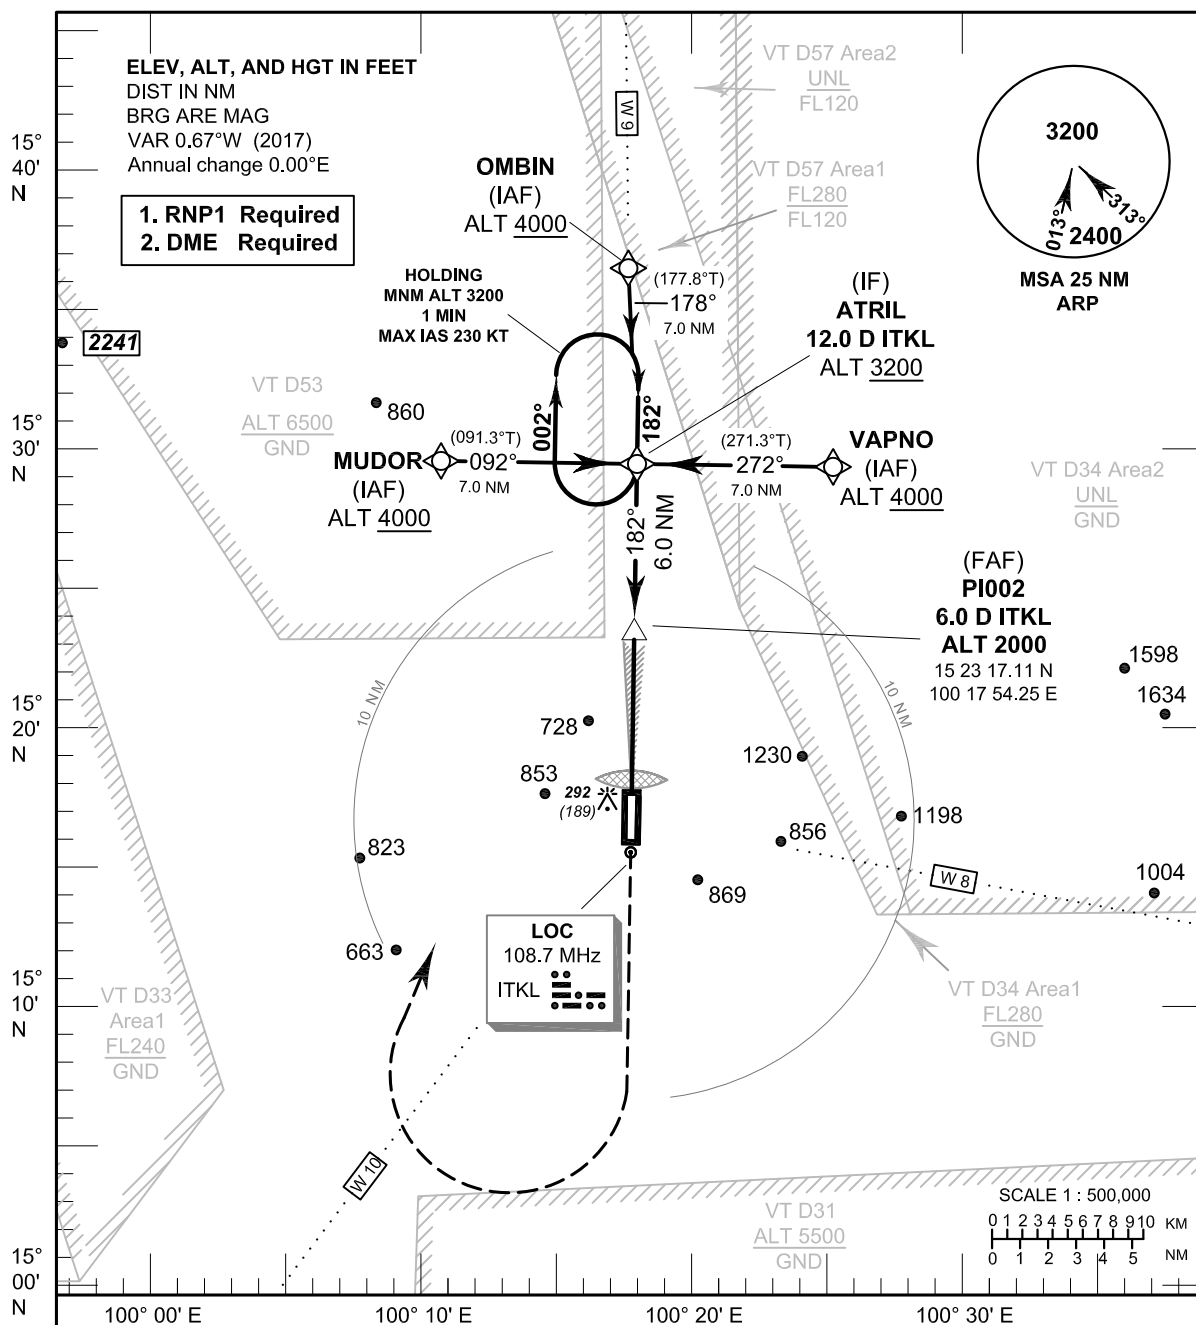 ELEV, ALT, AND HGT IN FEET
DIST IN NM
BRG ARE MAG
VAR 0.67°W (2017)
Annual change 0.00°E
1. RNP1 Required
2. DME Required
VT D57 Area2
UNL
FL120
VT D57 Area1
FL280
FL120
W 9
3200
013°
313°
2400
MSA 25 NM
ARP
OMBIN
(IAF)
ALT 4000
(177.8°T)
178°
7.0 NM
HOLDING
MNM ALT 3200
1 MIN
MAX IAS 230 KT
(IF)
ATRIL
12.0 D ITKL
ALT 3200
2241
VT D53
ALT 6500
GND
860
002°
182°
MUDOR
(IAF)
ALT 4000
(091.3°T)
092°
7.0 NM
(271.3°T)
272°
7.0 NM
VAPNO
(IAF)
ALT 4000
VT D34 Area2
UNL
GND
182°
6.0 NM
(FAF)
PI002
6.0 D ITKL
ALT 2000
15 23 17.11 N
100 17 54.25 E
10 NM
10 NM
1598
1634
728
1230
853
292
(189)
1198
856
823
869
W 8
1004
663
LOC
108.7 MHz
ITKL
VT D33
Area1
FL240
GND
VT D34 Area1
FL280
GND
W 10
VT D31
ALT 5500
GND
SCALE 1 : 500,000
0 1 2 3 4 5 6 7 8 9 10 KM
0 1 2 3 4 5 NM
15°
40'
N
15°
30'
N
15°
20'
N
15°
10'
N
15°
00'
N
100° 00' E
100° 10' E
100° 20' E
100° 30' E